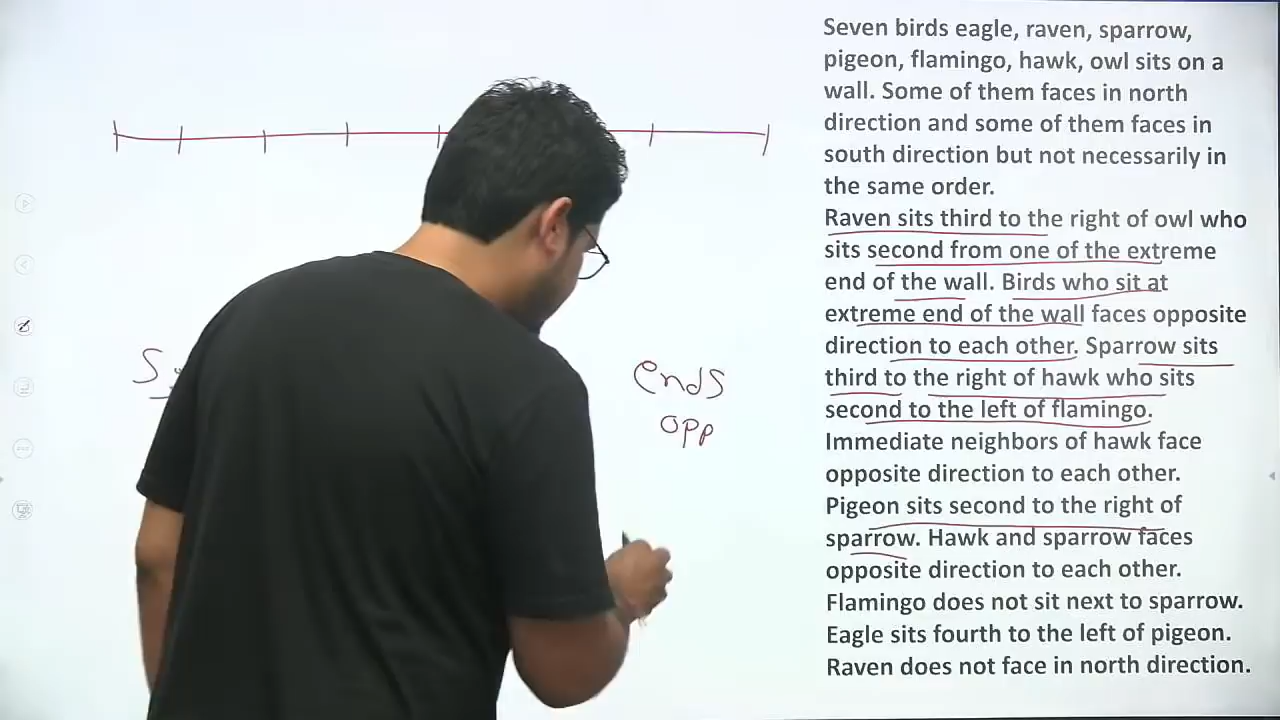 Seven birds eagle, raven, sparrow,
pigeon, flamingo, hawk, owl sits on a
wall. Some of them faces in north
direction and some of them faces in
south direction but not necessarily in
the same order.
Raven sits third to the right of owl who
sits second from one of the extreme
end of the wall. Birds who sit at
extreme end of the wall faces opposite
direction to each other. Sparrow sits
third to the right of hawk who sits
second to the left of flamingo.
Immediate neighbors of hawk face
opposite direction to each other.
Pigeon sits second to the right of
sparrow. Hawk and sparrow faces
opposite direction to each other.
Flamingo does not sit next to sparrow.
Eagle sits fourth to the left of pigeon.
Raven does not face in north direction.
ends
opp